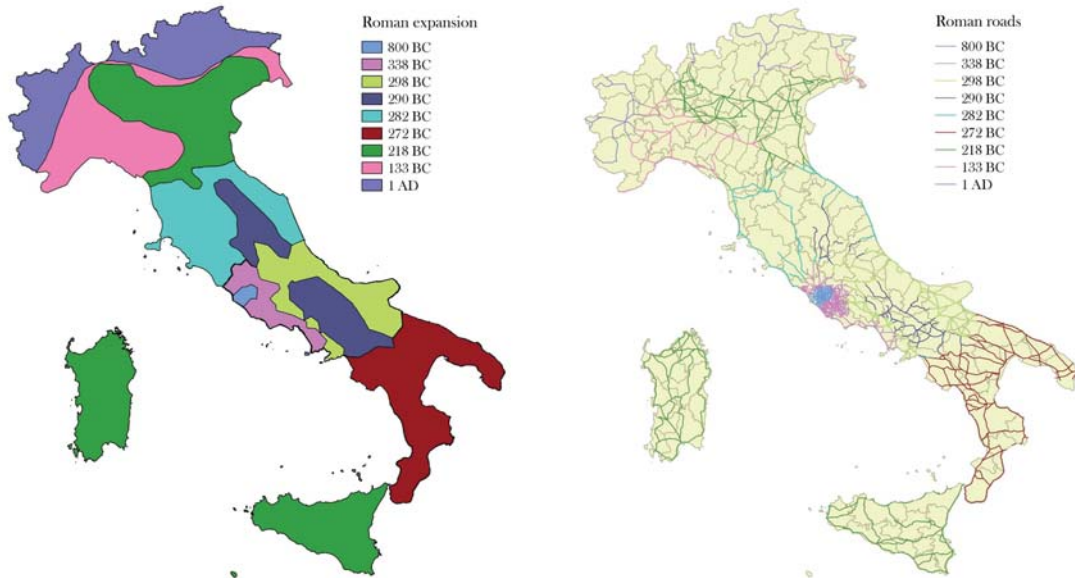 Roman expansion
800 BC
338 BC
298 BC
290 BC
282 BC
272 BC
218 BC
133 BC
1 AD
Roman roads
800 BC
338 BC
298 BC
290 BC
282 BC
272 BC
218 BC
133 BC
1 AD